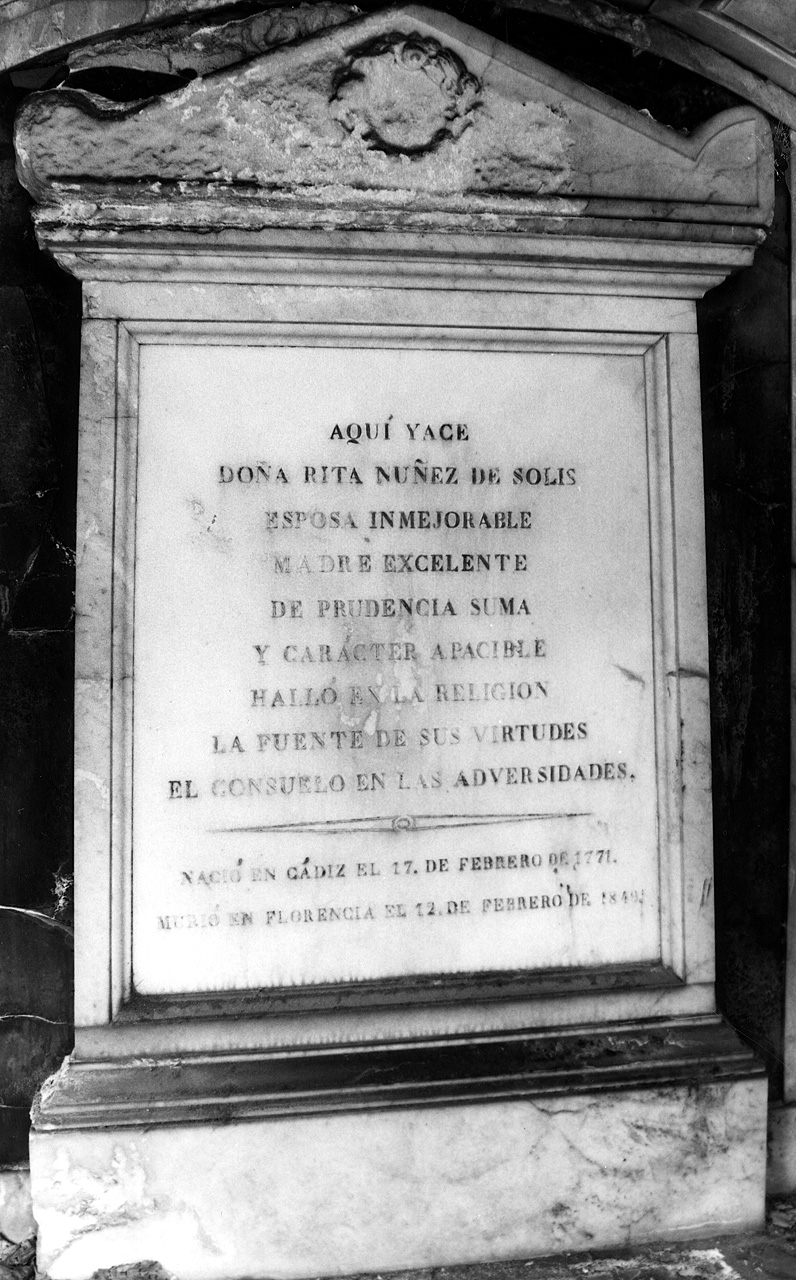 AQUÍ YACE
DOÑA RITA NUÑEZ DE SOLIS
ESPOSA INMEJORABLE
MADRE EXCELENTE
DE PRUDENCIA SUMA
Y CARÁCTER APACIBLE
HALLÓ EN LA RELIGION
LA FUENTE DE SUS VIRTUDES
EL CONSUELO EN LAS ADVERSIDADES.
NACIÓ EN CÁDIZ EL 17. DE FEBRERO DE 1771.
MURIÓ EN FLORENCIA EL 12. DE FEBRERO DE